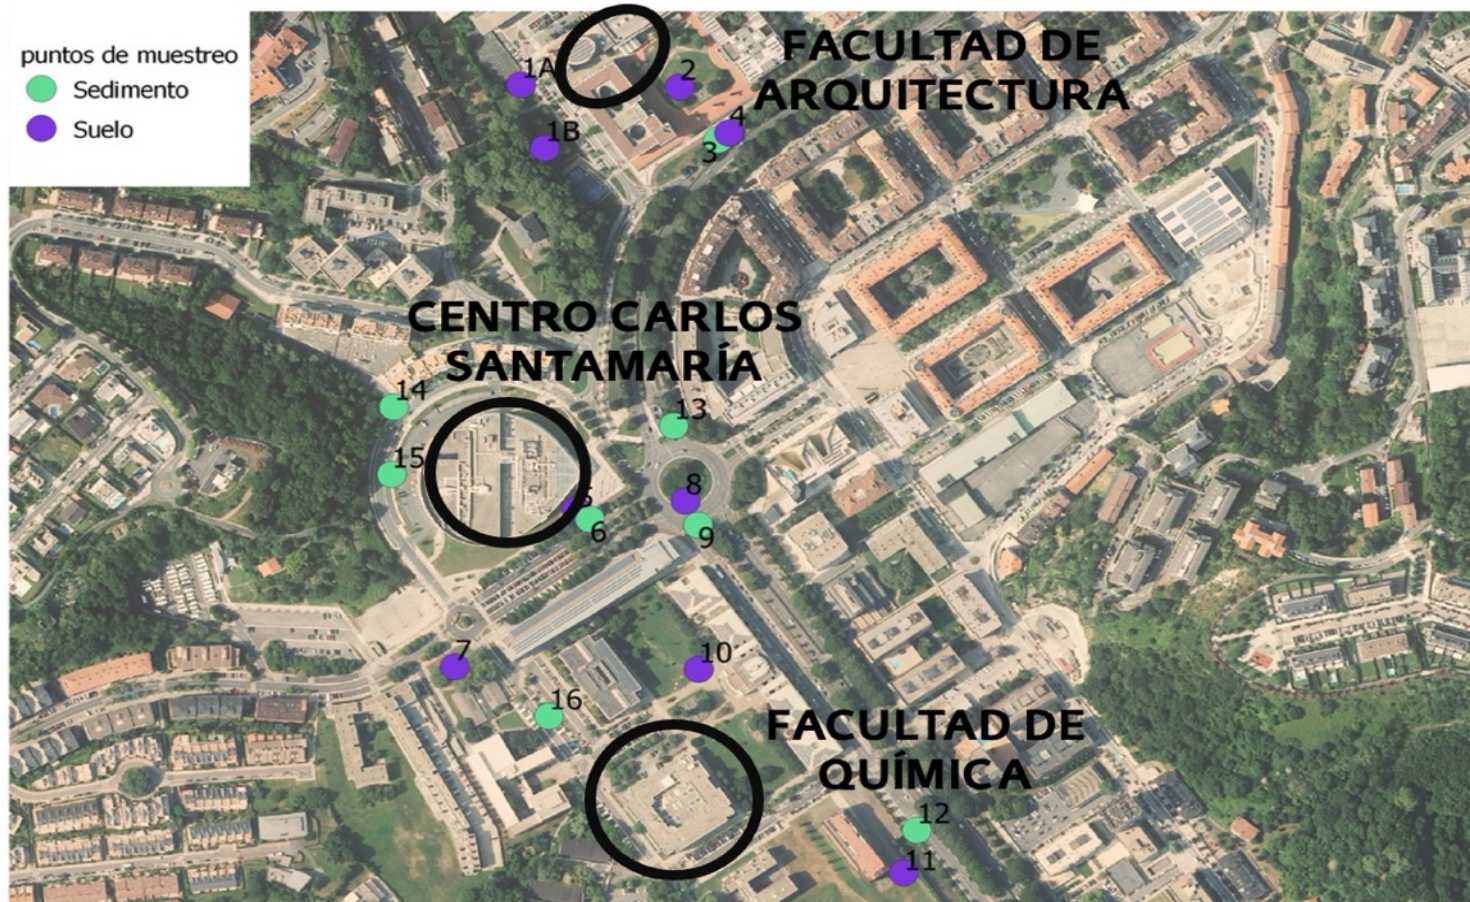 puntos de muestreo
Sedimento
Suelo
FACULTAD DE
ARQUITECTURA
1A
2
4
3
1B
CENTRO CARLOS
SANTAMARÍA
14
13
15
8
5
6
9
7
10
16
FACULTAD DE
QUÍMICA
12
11